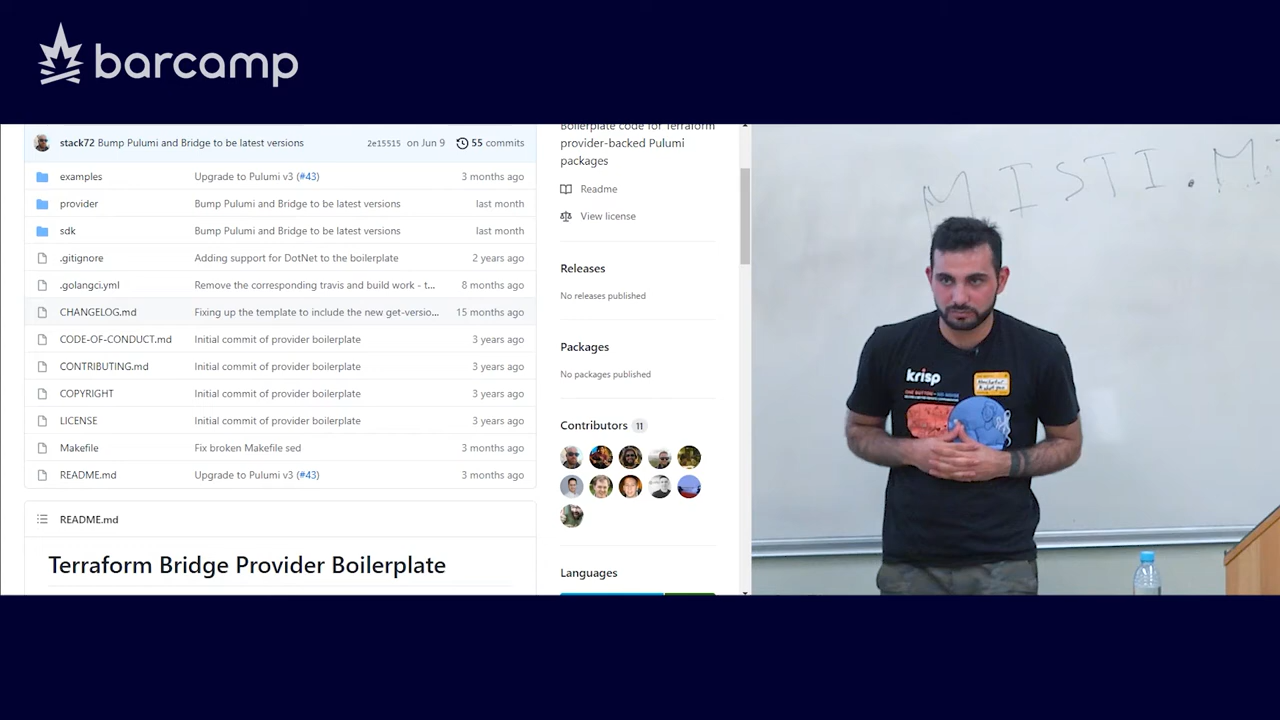 barcamp
stack72 Bump Pulumi and Bridge to be latest versions 2e15515 on Jun 9 55 commits
examples Upgrade to Pulumi v3 (#43) 3 months ago
provider Bump Pulumi and Bridge to be latest versions last month
sdk Bump Pulumi and Bridge to be latest versions last month
.gitignore Adding support for DotNet to the boilerplate 2 years ago
.golangci.yml Remove the corresponding travis and build work - t... 8 months ago
CHANGELOG.md Fixing up the template to include the new get-versio... 15 months ago
CODE-OF-CONDUCT.md Initial commit of provider boilerplate 3 years ago
CONTRIBUTING.md Initial commit of provider boilerplate 3 years ago
COPYRIGHT Initial commit of provider boilerplate 3 years ago
LICENSE Initial commit of provider boilerplate 3 years ago
Makefile Fix broken Makefile sed 3 months ago
README.md Upgrade to Pulumi v3 (#43) 3 months ago
README.md
Terraform Bridge Provider Boilerplate
Boilerplate code for Terraform
provider-backed Pulumi
packages
Readme
View license
Releases
No releases published
Packages
No packages published
Contributors 11
Languages
MISTI.M
krisp
ONE BUTTON - NO NOISE